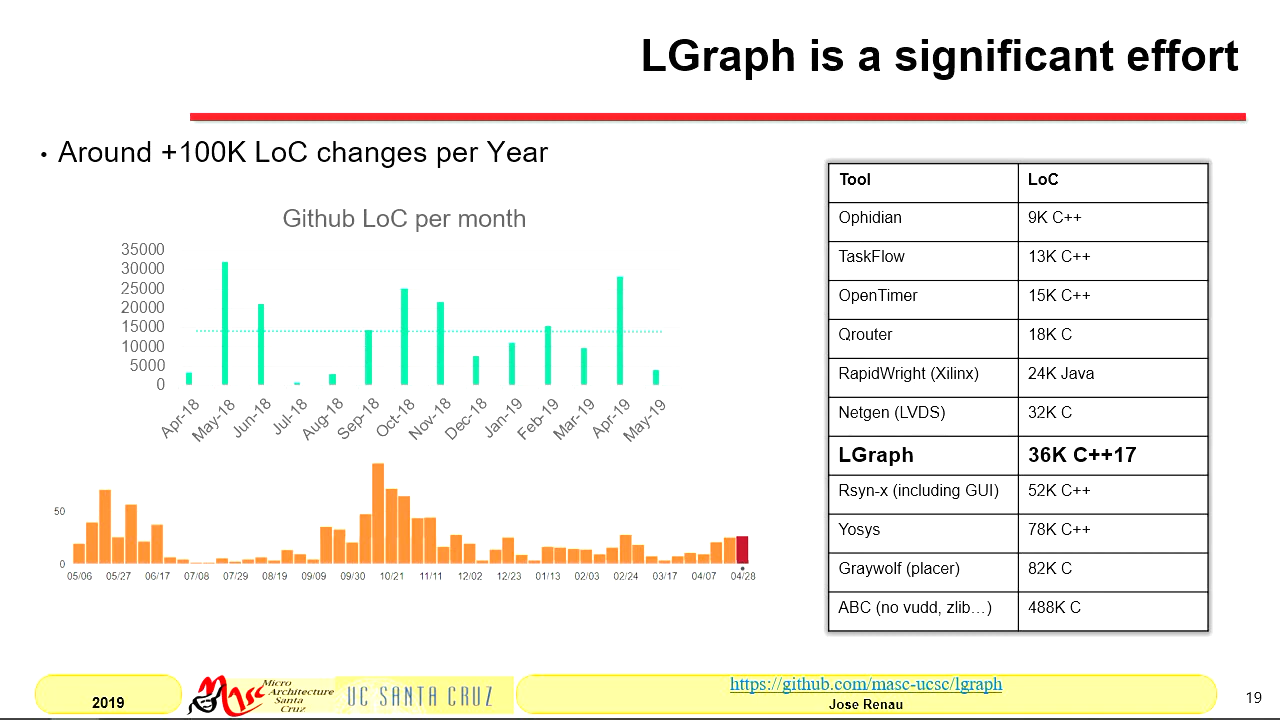 LGraph is a significant effort
• Around +100K LoC changes per Year
Github LoC per month
35000
30000
25000
20000
15000
10000
5000
0
Apr-18 May-18 Jun-18 Jul-18 Aug-18 Sep-18 Oct-18 Nov-18 Dec-18 Jan-19 Feb-19 Mar-19 Apr-19 May-19
50
0
05/06 05/27 06/17 07/08 07/29 08/19 09/09 09/30 10/21 11/11 12/02 12/23 01/13 02/03 02/24 03/17 04/07 04/28
Tool LoC
Ophidian 9K C++
TaskFlow 13K C++
OpenTimer 15K C++
Qrouter 18K C
RapidWright (Xilinx) 24K Java
Netgen (LVDS) 32K C
LGraph 36K C++17
Rsyn-x (including GUI) 52K C++
Yosys 78K C++
Graywolf (placer) 82K C
ABC (no vudd, zlib…) 488K C
2019
Masc
Micro
Architecture
Santa
Cruz
UC SANTA CRUZ
https://github.com/masc-ucsc/lgraph
Jose Renau
19